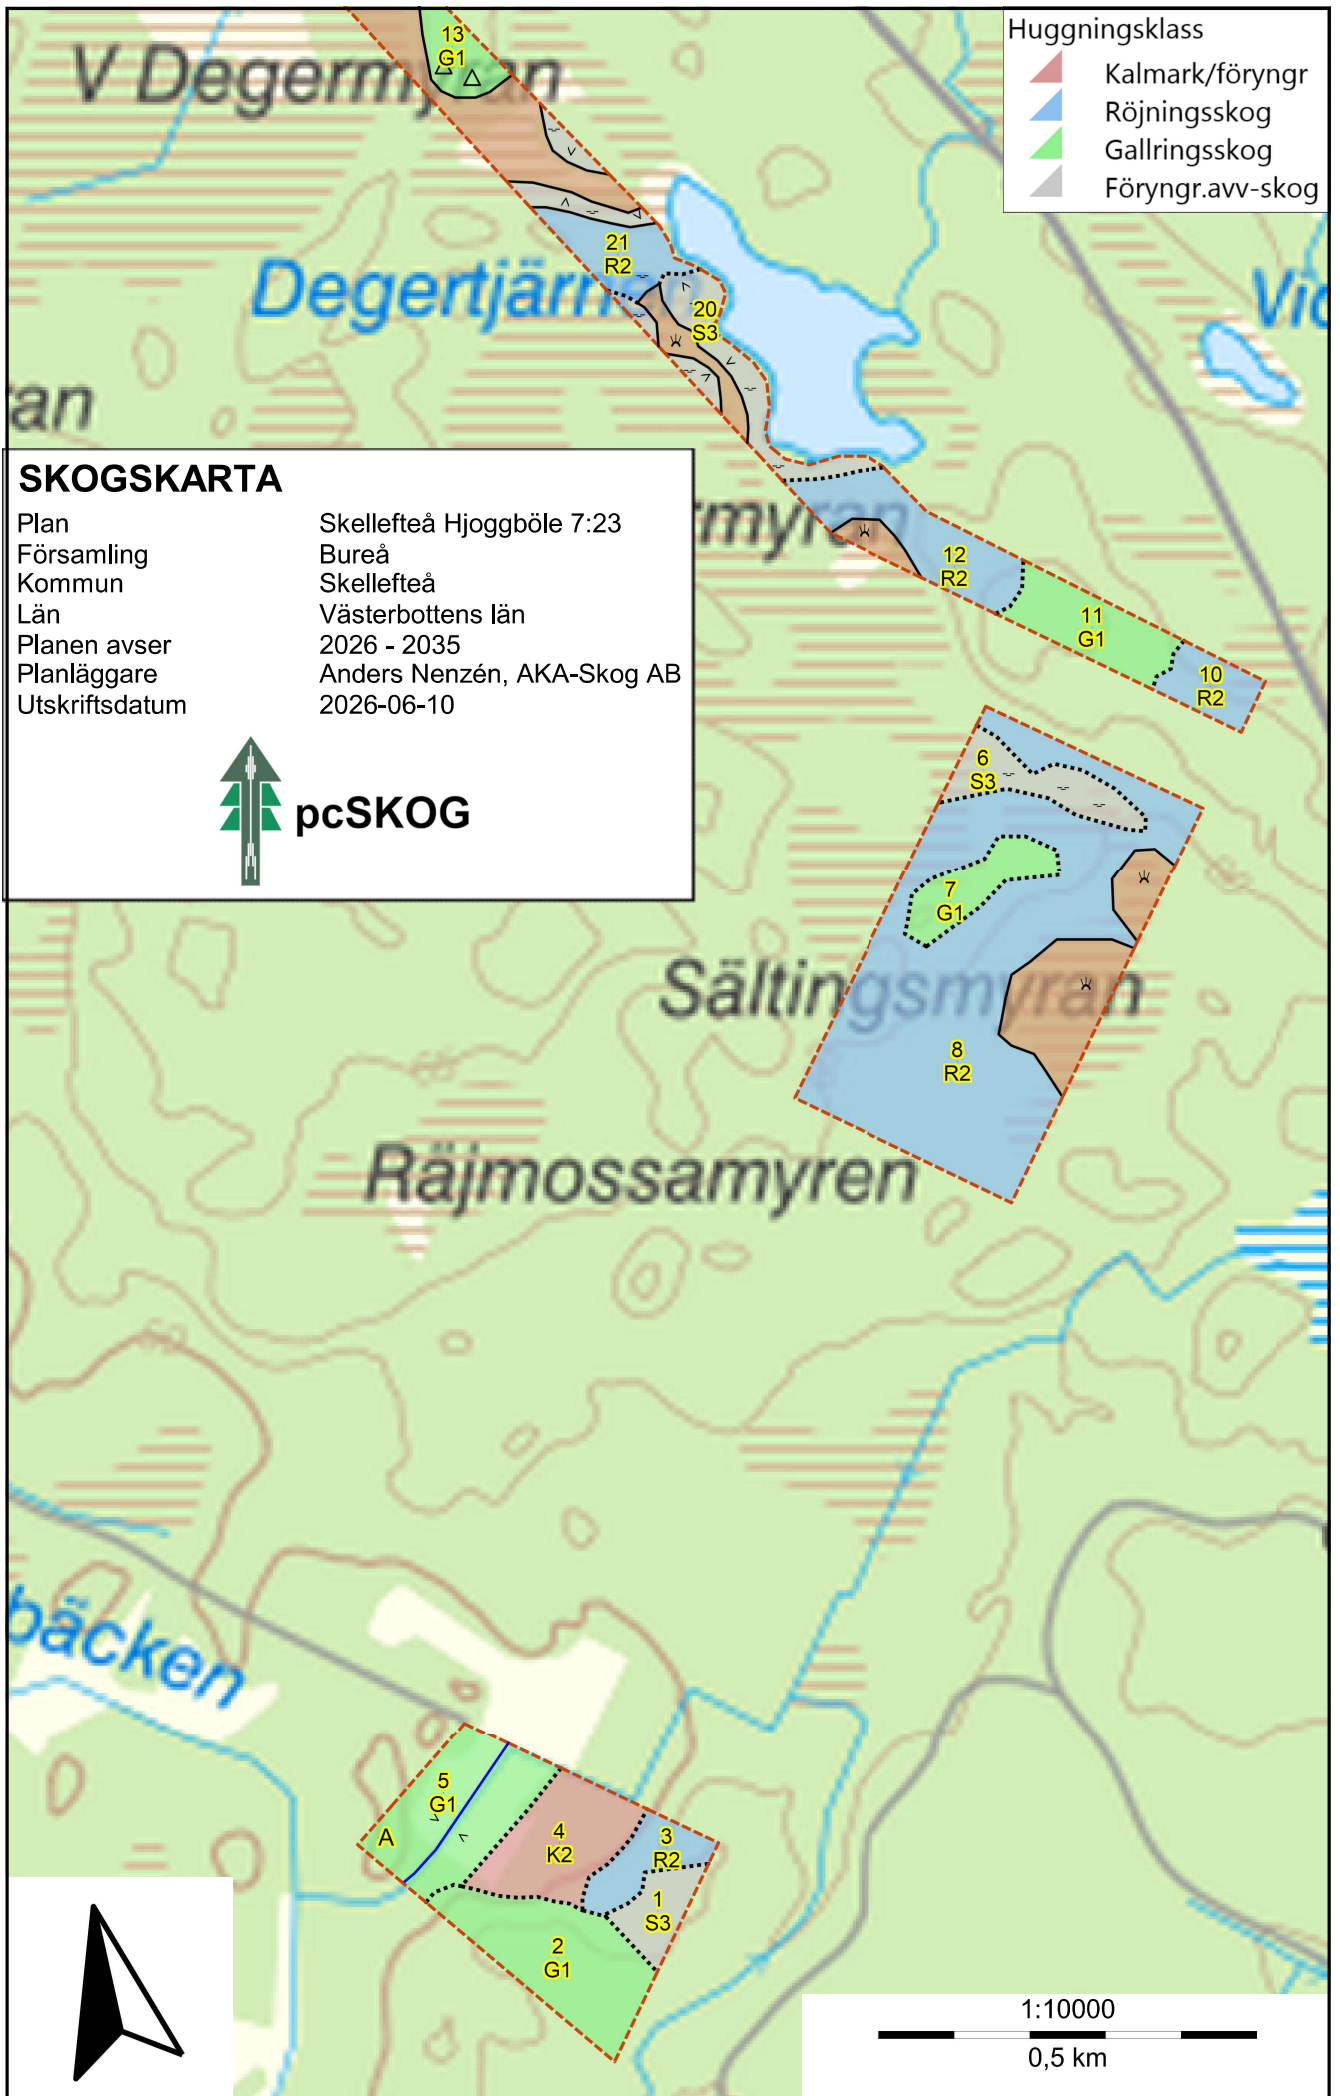 13
G1
V Degermyran
Huggningsklass
Kalmark/föryngr
Röjningsskog
Gallringsskog
Föryngr.avv-skog
21
R2
Degertjärnen
20
S3
SKOGSKARTA
Plan Skellefteå Hjoggböle 7:23
Församling Bureå
Kommun Skellefteå
Län Västerbottens län
Planen avser 2026 - 2035
Planläggare Anders Nenzén, AKA-Skog AB
Utskriftsdatum 2026-06-10
pcSKOG
12
R2
11
G1
10
R2
6
S3
7
G1
Sältingsmyran
8
R2
Räjmossamyren
bäcken
5
G1
A
4
K2
3
R2
1
S3
2
G1
1:10000
0,5 km